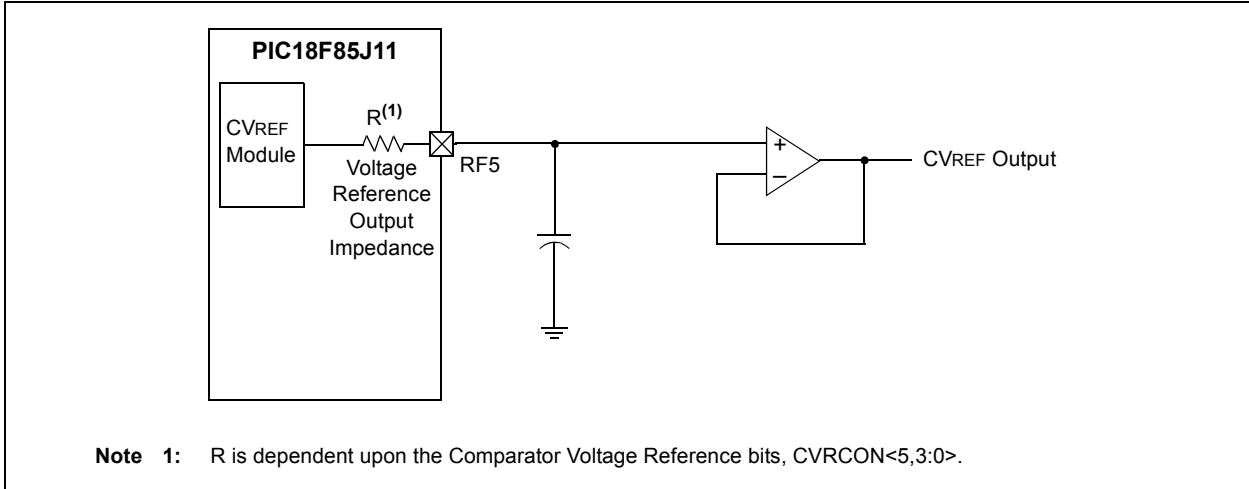 PIC18F85J11
CVREF
Module
R(1)
Voltage
Reference
Output
Impedance
RF5
+
–
CVREF Output
Note 1: R is dependent upon the Comparator Voltage Reference bits, CVRCON<5,3:0>.